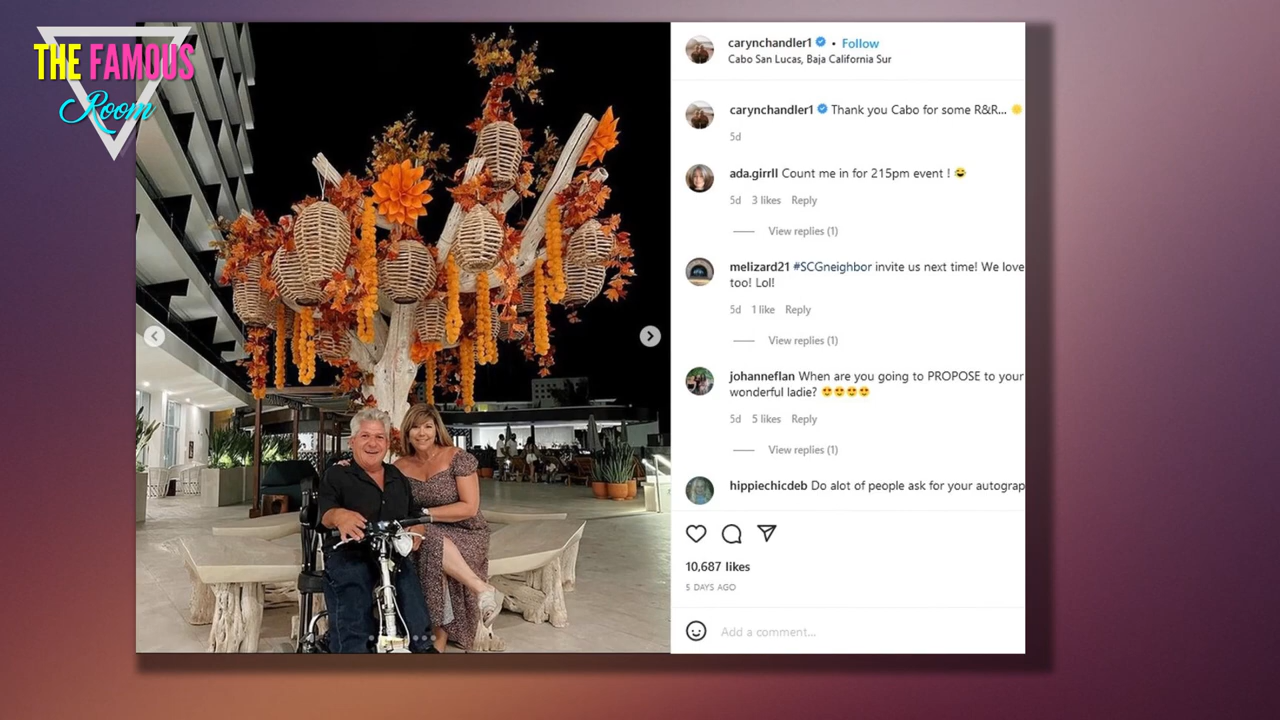 THE FAMOUS
Room
carynchandler1 • Follow
Cabo San Lucas, Baja California Sur
carynchandler1 Thank you Cabo for some R&R...
5d
ada.girrll Count me in for 215pm event ! 😂
5d 3 likes Reply
View replies (1)
melizard21 #SCGneighbor invite us next time! We love
too! Lol!
5d 1 like Reply
View replies (1)
johanneflan When are you going to PROPOSE to your
wonderful ladie? 😍😍😍😍
5d 5 likes Reply
View replies (1)
hippiechicdeb Do alot of people ask for your autograp
10,687 likes
5 DAYS AGO
Add a comment...